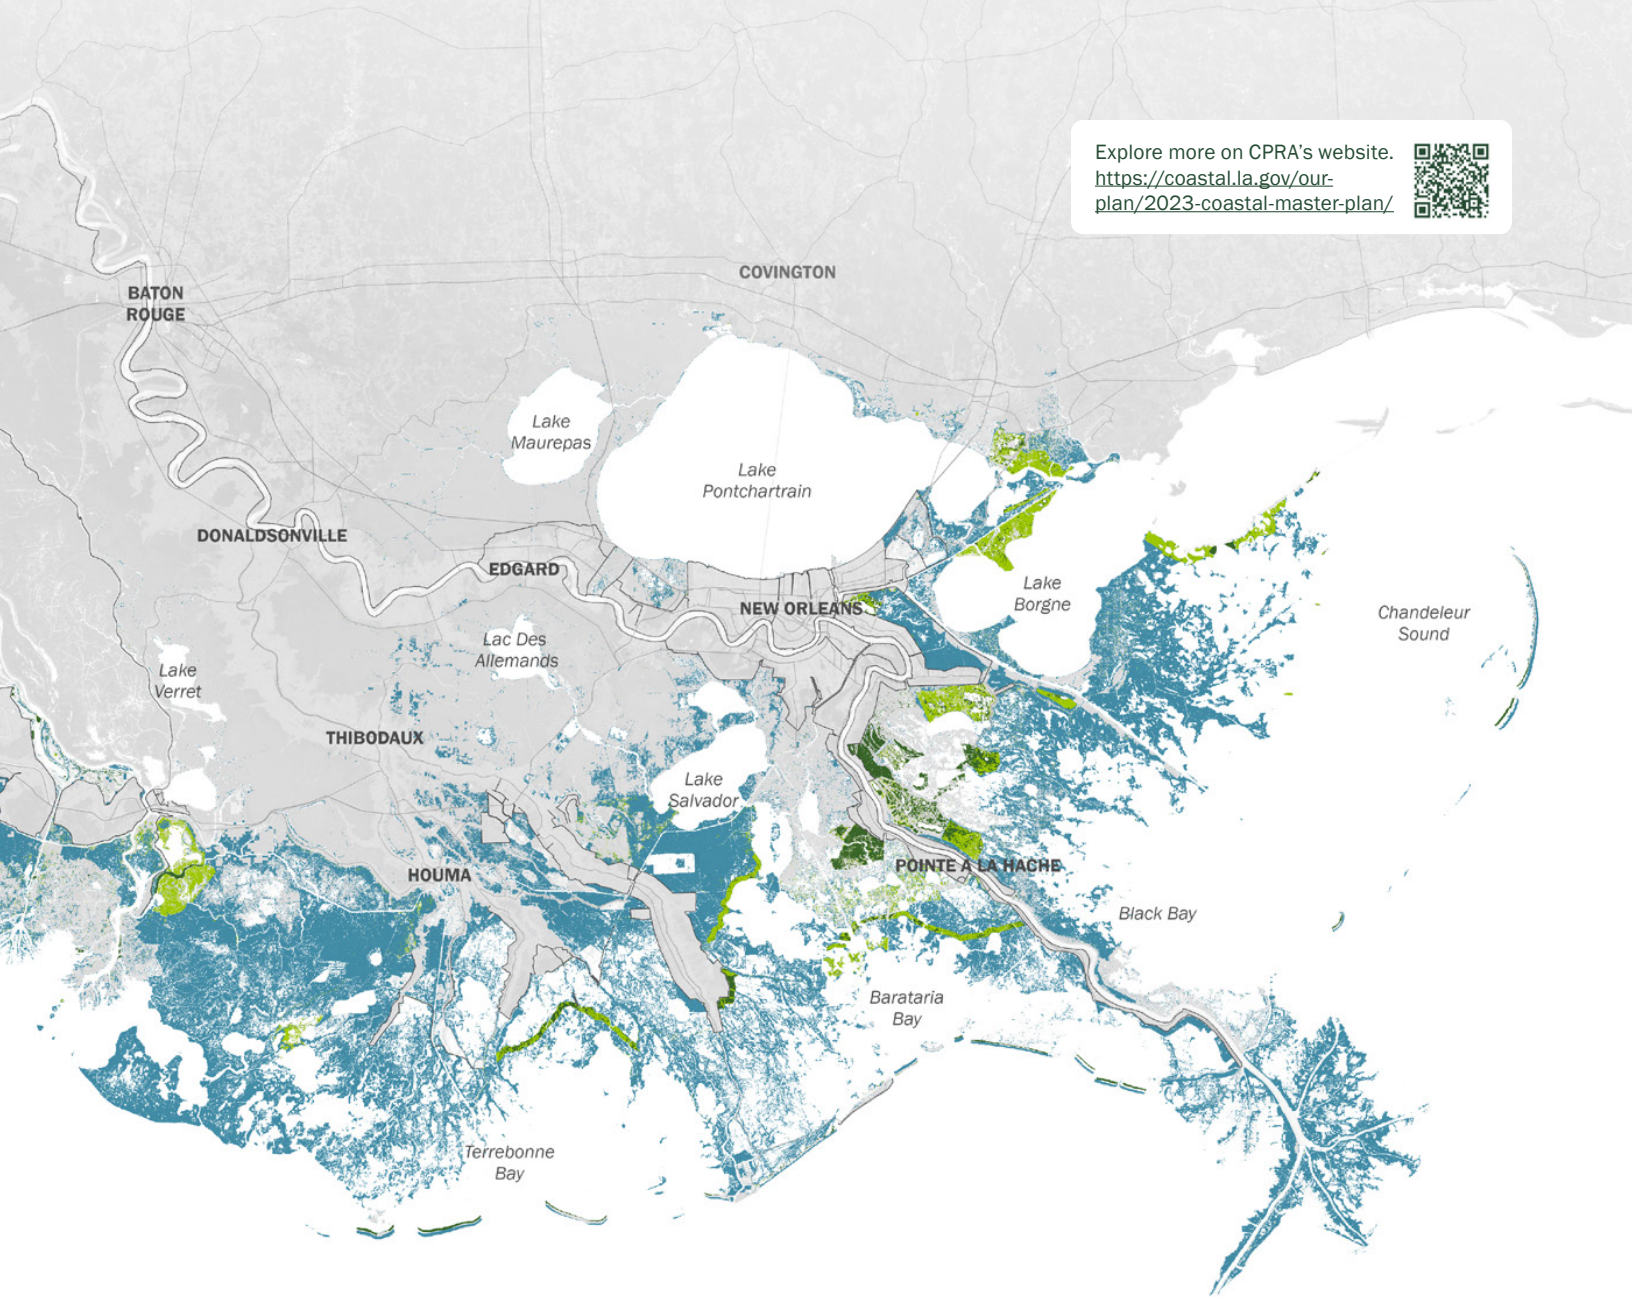 Explore more on CPRA's website.
https://coastal.la.gov/our-
plan/2023-coastal-master-plan/
COVINGTON
BATON
ROUGE
Lake
Maurepas
Lake
Pontchartrain
DONALDSONVILLE
EDGARD
NEW ORLEANS
Lake
Borgne
Chandeleur
Sound
Lac Des
Allemands
Lake
Verret
THIBODAUX
Lake
Salvador
HOUMA
POINTE À LA HACHE
Black Bay
Barataria
Bay
Terrebonne
Bay